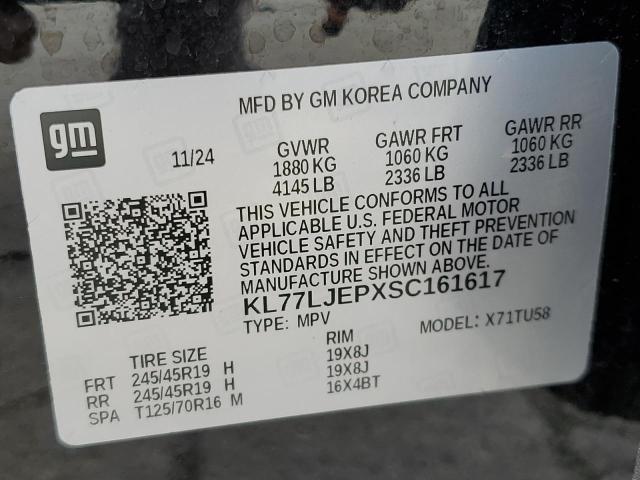 MFD BY GM KOREA COMPANY
gm
11/24
GVWR GAWR FRT GAWR RR
1880 KG 1060 KG 1060 KG
4145 LB 2336 LB 2336 LB
THIS VEHICLE CONFORMS TO ALL
APPLICABLE U.S. FEDERAL MOTOR
VEHICLE SAFETY AND THEFT PREVENTION
STANDARDS IN EFFECT ON THE DATE OF
MANUFACTURE SHOWN ABOVE.
KL77LJEPXSC161617
TYPE: MPV MODEL: X71TU58
TIRE SIZE RIM
FRT 245/45R19 H 19X8J
RR 245/45R19 H 19X8J
SPA T125/70R16 M 16X4BT